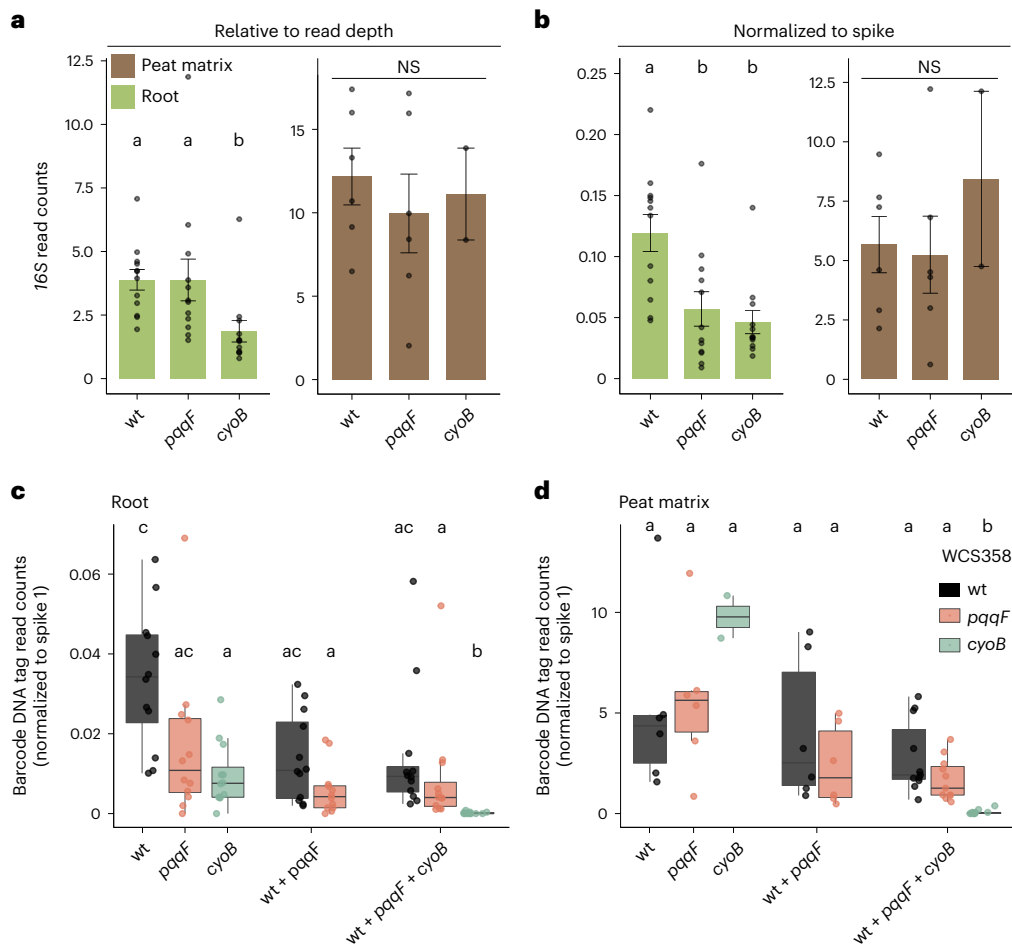 a
Relative to read depth
Peat matrix
Root
16S read counts
12.5
10.0
7.5
5.0
2.5
0
a a b
wt pqqF cyoB
NS
15
10
5
0
wt pqqF cyoB
b
Normalized to spike
0.25
0.20
0.15
0.10
0.05
0
a b b
wt pqqF cyoB
NS
12.5
10.0
7.5
5.0
2.5
0
wt pqqF cyoB
c
Root
Barcode DNA tag read counts
(normalized to spike 1)
0.06
0.04
0.02
0
c ac a ac a ac a b
wt pqqF cyoB wt + pqqF wt + pqqF + cyoB
d
Peat matrix
Barcode DNA tag read counts
(normalized to spike 1)
10
5
0
a a a a a a a b
WCS358
wt
pqqF
cyoB
wt pqqF cyoB wt + pqqF wt + pqqF + cyoB